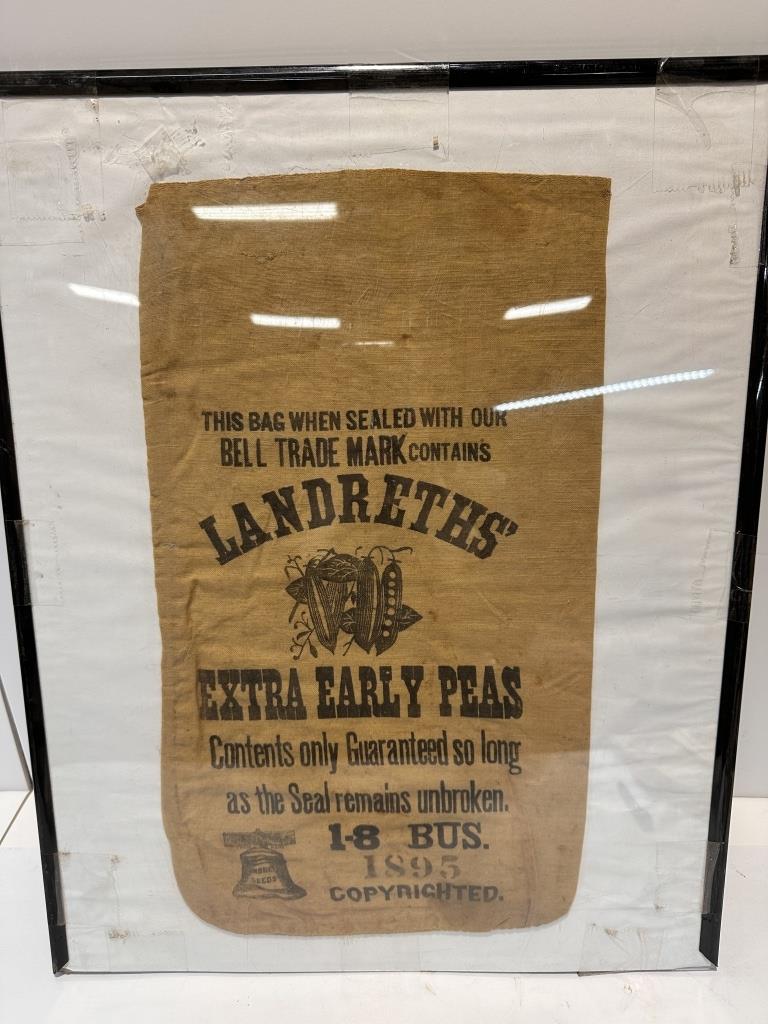 THIS BAG WHEN SEALED WITH OUR
BELL TRADE MARK CONTAINS
LANDRETHS'
EXTRA EARLY PEAS
Contents only Guaranteed so long
as the Seal remains unbroken.
1-8 BUS.
1895
COPYRIGHTED.
SEEDS